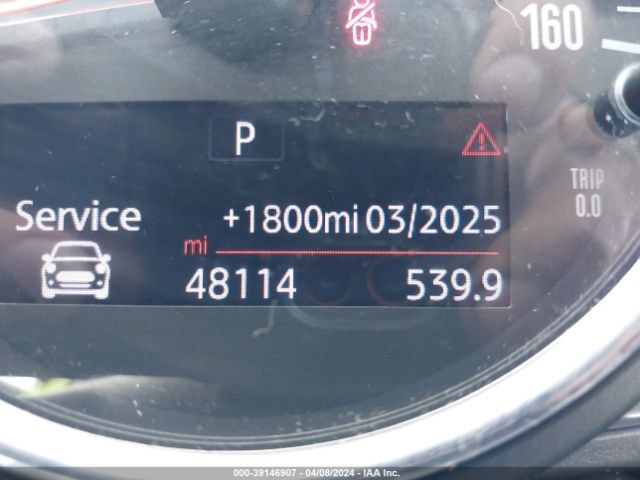 160
P
TRIP
0.0
Service +1800mi 03/2025
mi
48114 539.9
000-39146907 - 04/08/2024 - IAA Inc.